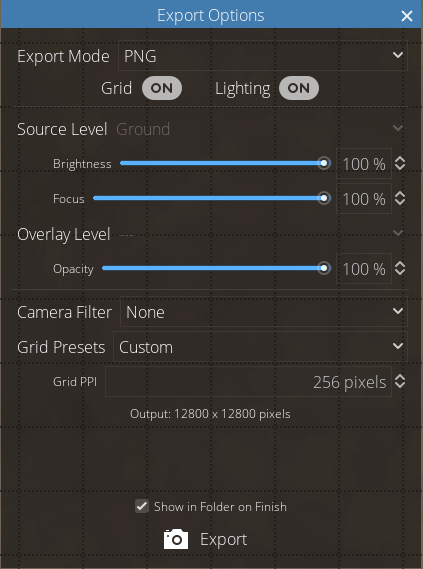 Export Options
Export Mode PNG
Grid ON Lighting ON
Source Level Ground
Brightness 100 %
Focus 100 %
Overlay Level ---
Opacity 100 %
Camera Filter None
Grid Presets Custom
Grid PPI 256 pixels
Output: 12800 x 12800 pixels
Show in Folder on Finish
Export